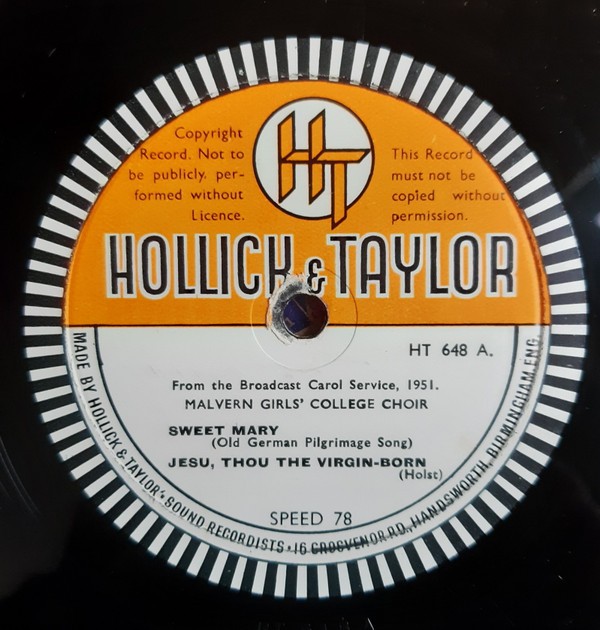 Copyright
Record. Not to
be publicly. per-
formed without
Licence.
HT
This Record
must not be
copied without
permission.
HOLLICK & TAYLOR
HT 648 A.
From the Broadcast Carol Service, 1951.
MALVERN GIRLS' COLLEGE CHOIR
SWEET MARY
(Old German Pilgrimage Song)
JESU, THOU THE VIRGIN-BORN
(Holst)
SPEED 78
MADE BY HOLLICK & TAYLOR • SOUND RECORDISTS • 16 GROSVENOR RD., HANDSWORTH, BIRMINGHAM, ENG.